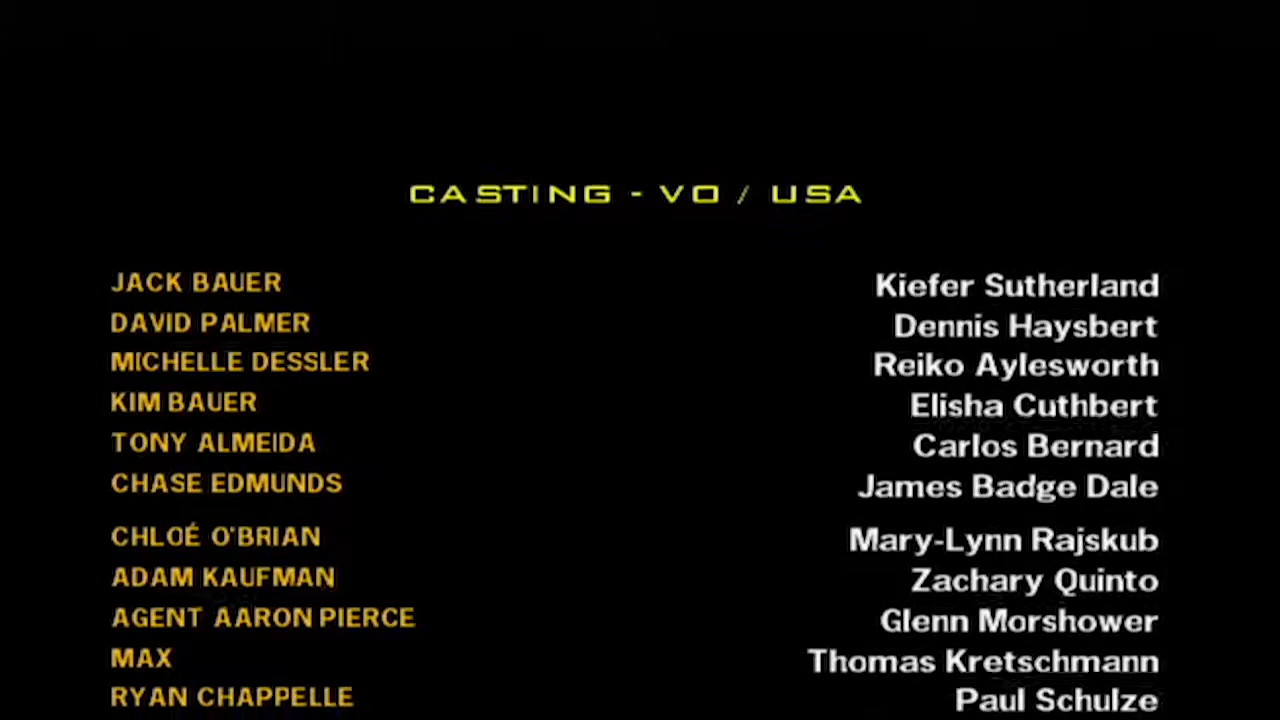 CASTING - VO / USA
JACK BAUER Kiefer Sutherland
DAVID PALMER Dennis Haysbert
MICHELLE DESSLER Reiko Aylesworth
KIM BAUER Elisha Cuthbert
TONY ALMEIDA Carlos Bernard
CHASE EDMUNDS James Badge Dale
CHLOÉ O'BRIAN Mary-Lynn Rajskub
ADAM KAUFMAN Zachary Quinto
AGENT AARON PIERCE Glenn Morshower
MAX Thomas Kretschmann
RYAN CHAPPELLE Paul Schulze